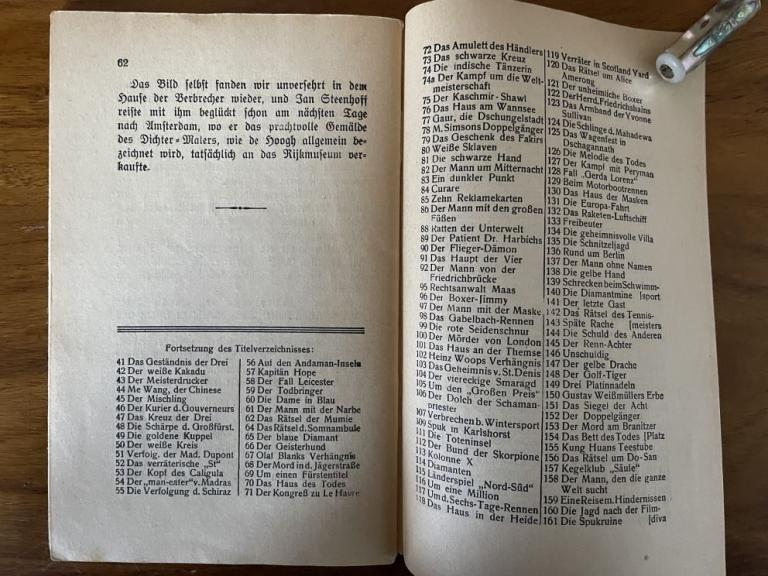 62
Das Bild selbst fanden wir unversehrt in dem
Hause der Verbrecher wieder, und Jan Steenhoff
reiste mit ihm beglückt schon am nächsten Tage
nach Amsterdam, wo er das prachtvolle Gemälde
des Dichter-Malers, wie de Hoogh allgemein be-
zeichnet wird, tatsächlich an das Rijkmuseum ver-
kaufte.
Fortsetzung des Titelverzeichnisses:
41 Das Geständnis der Drei
42 Der weiße Kakadu
43 Der Meisterdrucker
44 Me Wang, der Chinese
45 Der Mischling
46 Der Kurier d. Gouverneurs
47 Das Kreuz der Drei
48 Die Schärpe d. Großfürst.
49 Die goldene Kuppel
50 Der weiße Kreis
51 Verfolg. der Mad. Dupont
52 Das verräterische „St“
53 Der Kopf des Caligula
54 Der „man-eater“ v. Madras
55 Die Verfolgung d. Schiraz
56 Auf den Andaman-Inseln
57 Kapitän Hope
58 Der Fall Leicester
59 Der Todbringer
60 Die Dame in Blau
61 Der Mann mit der Narbe
62 Das Rätsel der Mumie
64 Das Rätsel d. Somnambule
65 Der blaue Diamant
66 Der Geisterhund
67 Olaf Blanks Verhängnis
68 Der Mord in d. Jägerstraße
69 Um einen Fürstentitel
70 Das Haus des Todes
71 Der Kongreß zu Le Havre
72 Das Amulett des Händlers
73 Das schwarze Kreuz
74 Die indische Tänzerin
74a Der Kampf um die Welt-
meisterschaft
75 Der Kaschmir-Shawl
76 Das Haus am Wannsee
77 Gaur, die Dschungelstadt
78 M. Simsons Doppelgänger
79 Das Geschenk des Fakirs
80 Weiße Sklaven
81 Die schwarze Hand
82 Der Mann um Mitternacht
83 Ein dunkler Punkt
84 Curare
85 Zehn Reklamekarten
86 Der Mann mit den großen
Füßen
88 Ratten der Unterwelt
89 Der Patient Dr. Harbichs
90 Der Flieger-Dämon
91 Das Haupt der Vier
92 Der Mann von der
Friedrichbrücke
95 Rechtsanwalt Maas
96 Der Boxer-Jimmy
97 Der Mann mit der Maske
98 Das Gabelbach-Rennen
99 Die rote Seidenschnur
100 Der Mörder von London
101 Das Haus an der Themse
102 Heinz Woops Verhängnis
103 Das Geheimnis v. St. Denis
104 Der viereckige Smaragd
105 Um den „Großen Preis“
106 Der Dolch der Schaman-
priester
107 Verbrechen b. Wintersport
109 Spuk in Karlshorst
111 Die Toteninsel
112 Der Bund der Skorpione
113 Kolonne X
114 Diamanten
115 Länderspiel „Nord-Süd“
116 Um eine Million
117 Um d. Sechs-Tage-Rennen
118 Das Haus in der Heide
119 Verräter in Scotland Yard
120 Das Rätsel um Alice
Amerong
121 Der unheimliche Boxer
122 Der Herr d. Friedrichshains
123 Das Armband der Yvonne
Sullivan
124 Die Schlinge d. Mahadewa
125 Das Wagenfest in
Dschagannath
126 Die Melodie des Todes
127 Der Kampf mit Peryman
128 Fall „Gerda Lorenz“
129 Beim Motorbootrennen
130 Das Haus der Masken
131 Die Europa-Fahrt
132 Das Raketen-Luftschiff
133 Freibeuter
134 Die geheimnisvolle Villa
135 Die Schnitzeljagd
136 Rund um Berlin
137 Der Mann ohne Namen
138 Die gelbe Hand
139 Schrecken beim Schwimm-
140 Die Diamantmine [sport
141 Der letzte Gast
142 Das Rätsel des Tennis-
143 Späte Rache [meisters
144 Die Schuld des Anderen
145 Der Renn-Achter
146 Unschuldig
147 Der gelbe Drache
148 Der Golf-Tiger
149 Drei Platinnadeln
150 Gustav Weißmüllers Erbe
151 Das Siegel der Acht
152 Der Doppelgänger
153 Der Mord am Branitzer
154 Das Bett des Todes [Platz
155 Kung Huans Teestube
156 Das Rätsel um Do-San
157 Kegelklub „Säule“
158 Der Mann, den die ganze
Welt sucht
159 Eine Reise m. Hindernissen
160 Die Jagd nach der Film-
161 Die Spukruine [diva